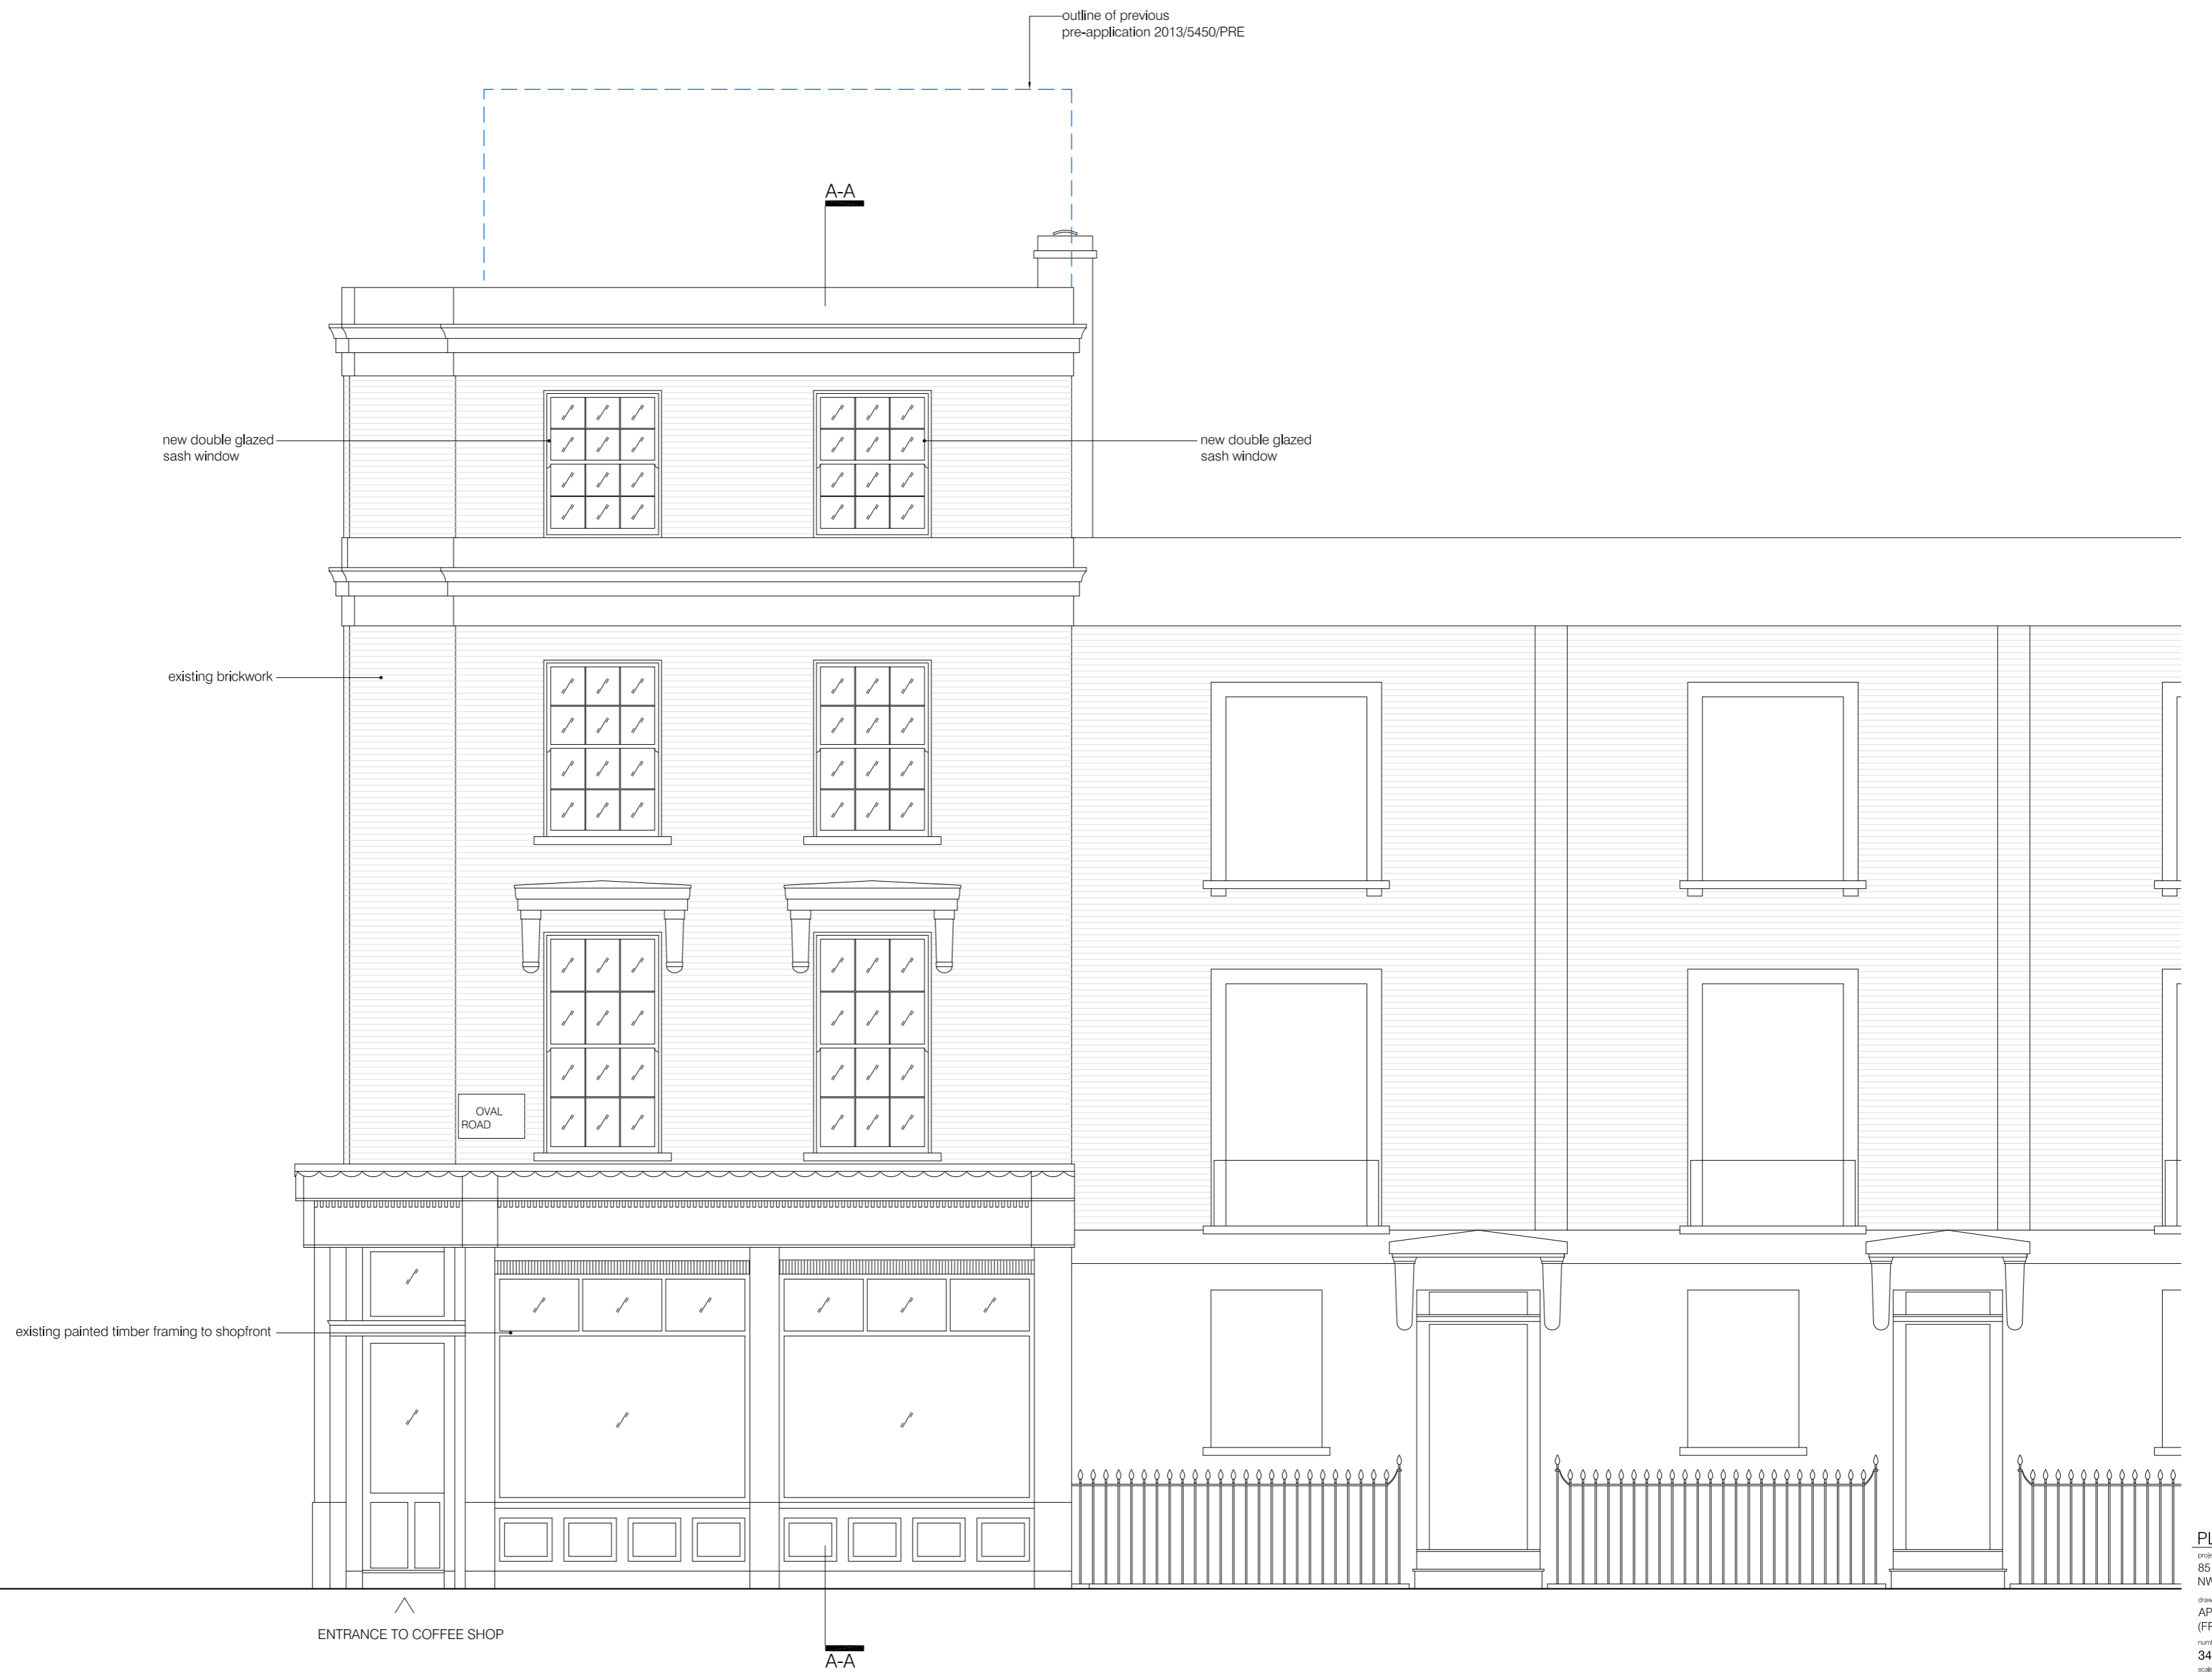 outline of previous
pre-application 2013/5450/PRE
A-A
new double glazed
sash window
new double glazed
sash window
existing brickwork
OVAL
ROAD
existing painted timber framing to shopfront
ENTRANCE TO COFFEE SHOP
A-A
85
34